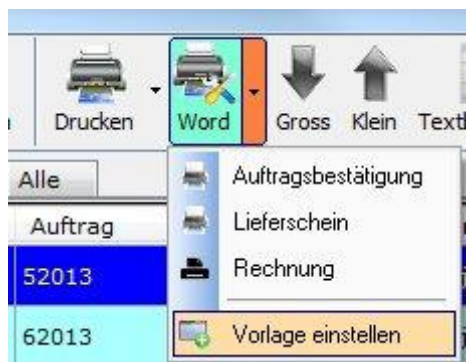 Drucken Word Gross Klein
Alle
Auftragsbestätigung
Auftrag
Lieferschein
52013
Rechnung
62013
Vorlage einstellen